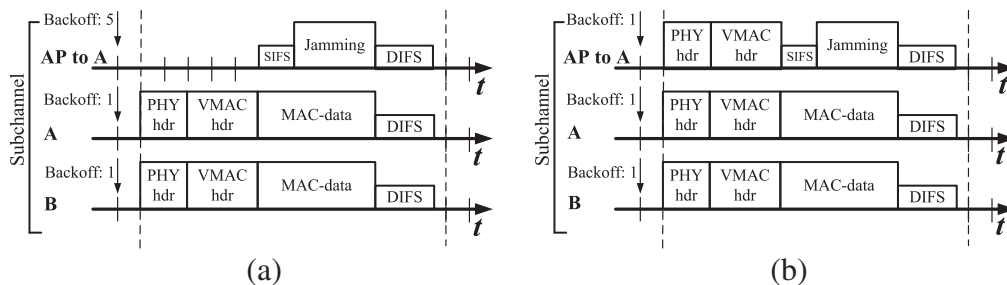 Subchannel
Backoff: 5
AP to A
SIFS
Jamming
DIFS
t
Backoff: 1
A
PHY hdr
VMAC hdr
MAC-data
DIFS
t
Backoff: 1
B
PHY hdr
VMAC hdr
MAC-data
DIFS
t
(a)
Subchannel
Backoff: 1
AP to A
PHY hdr
VMAC hdr
SIFS
Jamming
DIFS
t
Backoff: 1
A
PHY hdr
VMAC hdr
MAC-data
DIFS
t
Backoff: 1
B
PHY hdr
VMAC hdr
MAC-data
DIFS
t
(b)